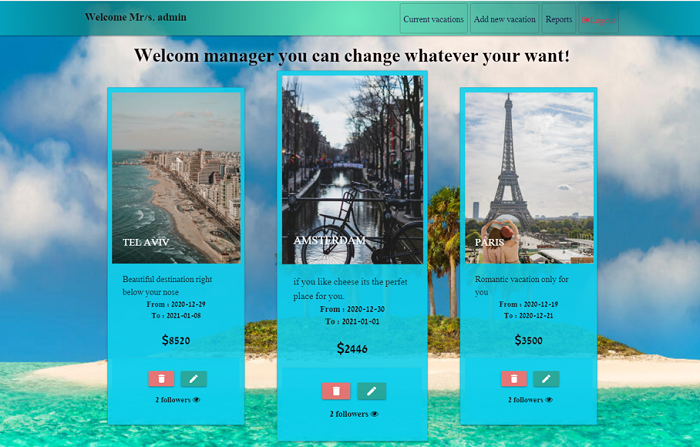 Welcome Mr/s. admin
Current vacations
Add new vacation
Reports
Logout
Welcom manager you can change whatever your want!
TEL AVIV
Beautiful destination right
below your nose
From : 2020-12-29
To : 2021-01-08
$8520
2 followers
AMSTERDAM
if you like cheese its the perfet
place for you.
From : 2020-12-30
To : 2021-01-01
$2446
2 followers
PARIS
Romantic vacation only for
you
From : 2020-12-19
To : 2020-12-21
$3500
2 followers